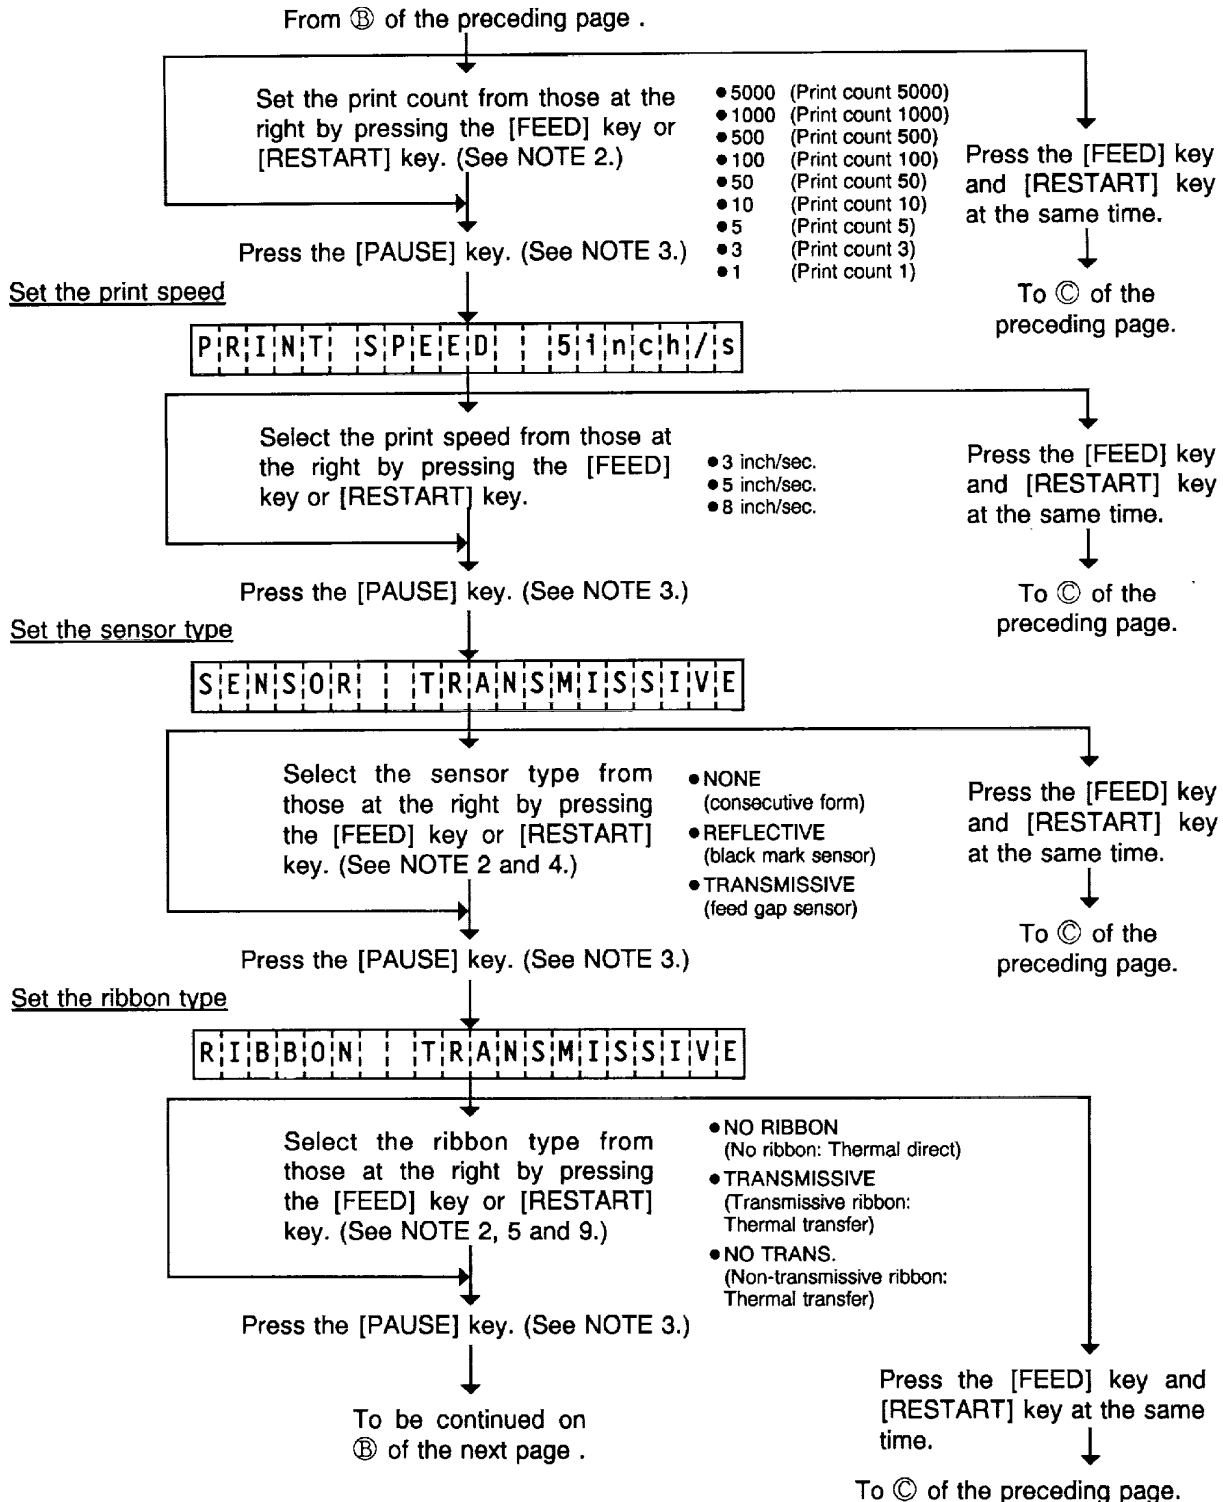 From Ⓑ of the preceding page .
Set the print count from those at the
right by pressing the [FEED] key or
[RESTART] key. (See NOTE 2.)
● 5000 (Print count 5000)
● 1000 (Print count 1000)
● 500 (Print count 500)
● 100 (Print count 100)
● 50 (Print count 50)
● 10 (Print count 10)
● 5 (Print count 5)
● 3 (Print count 3)
● 1 (Print count 1)
Press the [FEED] key
and [RESTART] key
at the same time.
To Ⓒ of the
preceding page.
Press the [PAUSE] key. (See NOTE 3.)
Set the print speed
PRINT SPEED  5inch/s
Select the print speed from those at
the right by pressing the [FEED]
key or [RESTART] key.
● 3 inch/sec.
● 5 inch/sec.
● 8 inch/sec.
Press the [FEED] key
and [RESTART] key
at the same time.
To Ⓒ of the
preceding page.
Press the [PAUSE] key. (See NOTE 3.)
Set the sensor type
SENSOR  TRANSMISSIVE
Select the sensor type from
those at the right by pressing
the [FEED] key or [RESTART]
key. (See NOTE 2 and 4.)
● NONE
(consecutive form)
● REFLECTIVE
(black mark sensor)
● TRANSMISSIVE
(feed gap sensor)
Press the [FEED] key
and [RESTART] key
at the same time.
To Ⓒ of the
preceding page.
Press the [PAUSE] key. (See NOTE 3.)
Set the ribbon type
RIBBON  TRANSMISSIVE
Select the ribbon type from
those at the right by pressing
the [FEED] key or [RESTART]
key. (See NOTE 2, 5 and 9.)
● NO RIBBON
(No ribbon: Thermal direct)
● TRANSMISSIVE
(Transmissive ribbon:
Thermal transfer)
● NO TRANS.
(Non-transmissive ribbon:
Thermal transfer)
Press the [PAUSE] key. (See NOTE 3.)
To be continued on
Ⓑ of the next page .
Press the [FEED] key and
[RESTART] key at the same
time.
To Ⓒ of the preceding page.